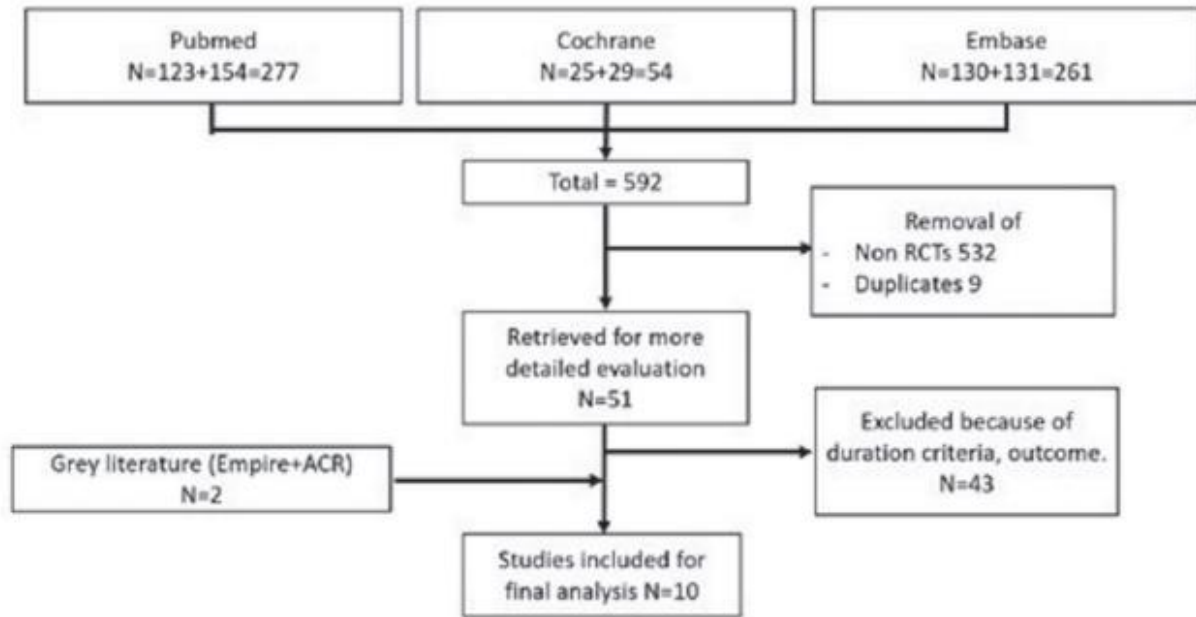 Pubmed
N=123+154=277
Cochrane
N=25+29=54
Embase
N=130+131=261
Total = 592
Removal of
- Non RCTs 532
- Duplicates 9
Retrieved for more
detailed evaluation
N=51
Excluded because of
duration criteria, outcome.
N=43
Grey literature (Empire+ACR)
N=2
Studies included for
final analysis N=10